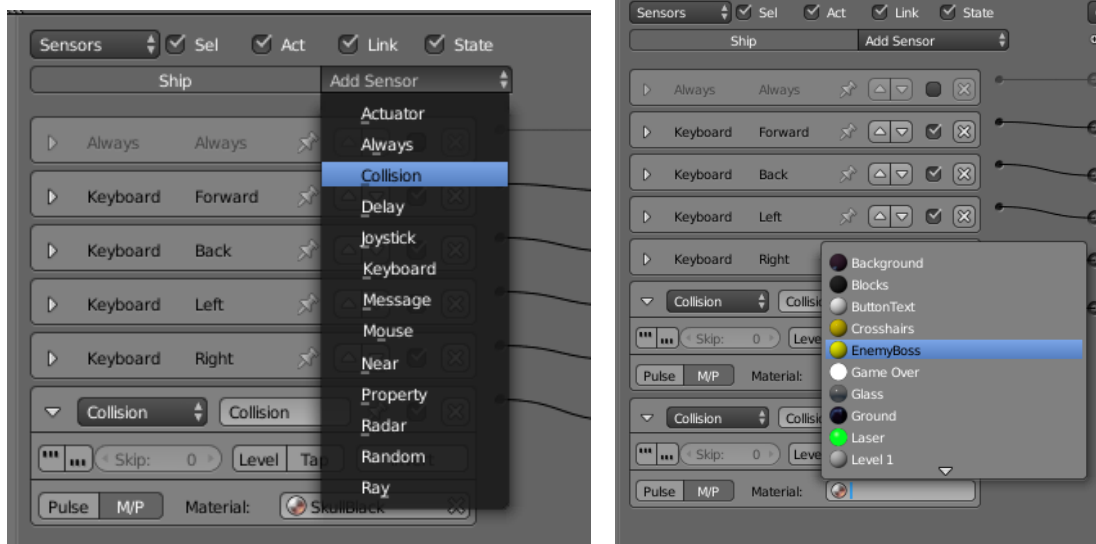 Sensors Sel Act Link State
Ship Add Sensor
Actuator
Always Always Always
Collision
Keyboard Forward Delay
Joystick
Keyboard Back Keyboard
Message
Keyboard Left Mouse
Near
Keyboard Right Property
Collision Collision Radar
Skip: 0 Level Tap Random
Ray
Pulse M/P Material: SkullBlack
Sensors Sel Act Link State
Ship Add Sensor
Always Always
Keyboard Forward
Keyboard Back
Keyboard Left
Keyboard Right Background
Blocks
Collision ButtonText
Crosshairs
Skip: 0 EnemyBoss
Pulse M/P Material: Game Over
Glass
Collision Ground
Laser
Skip: 0 Level 1
Pulse M/P Material: